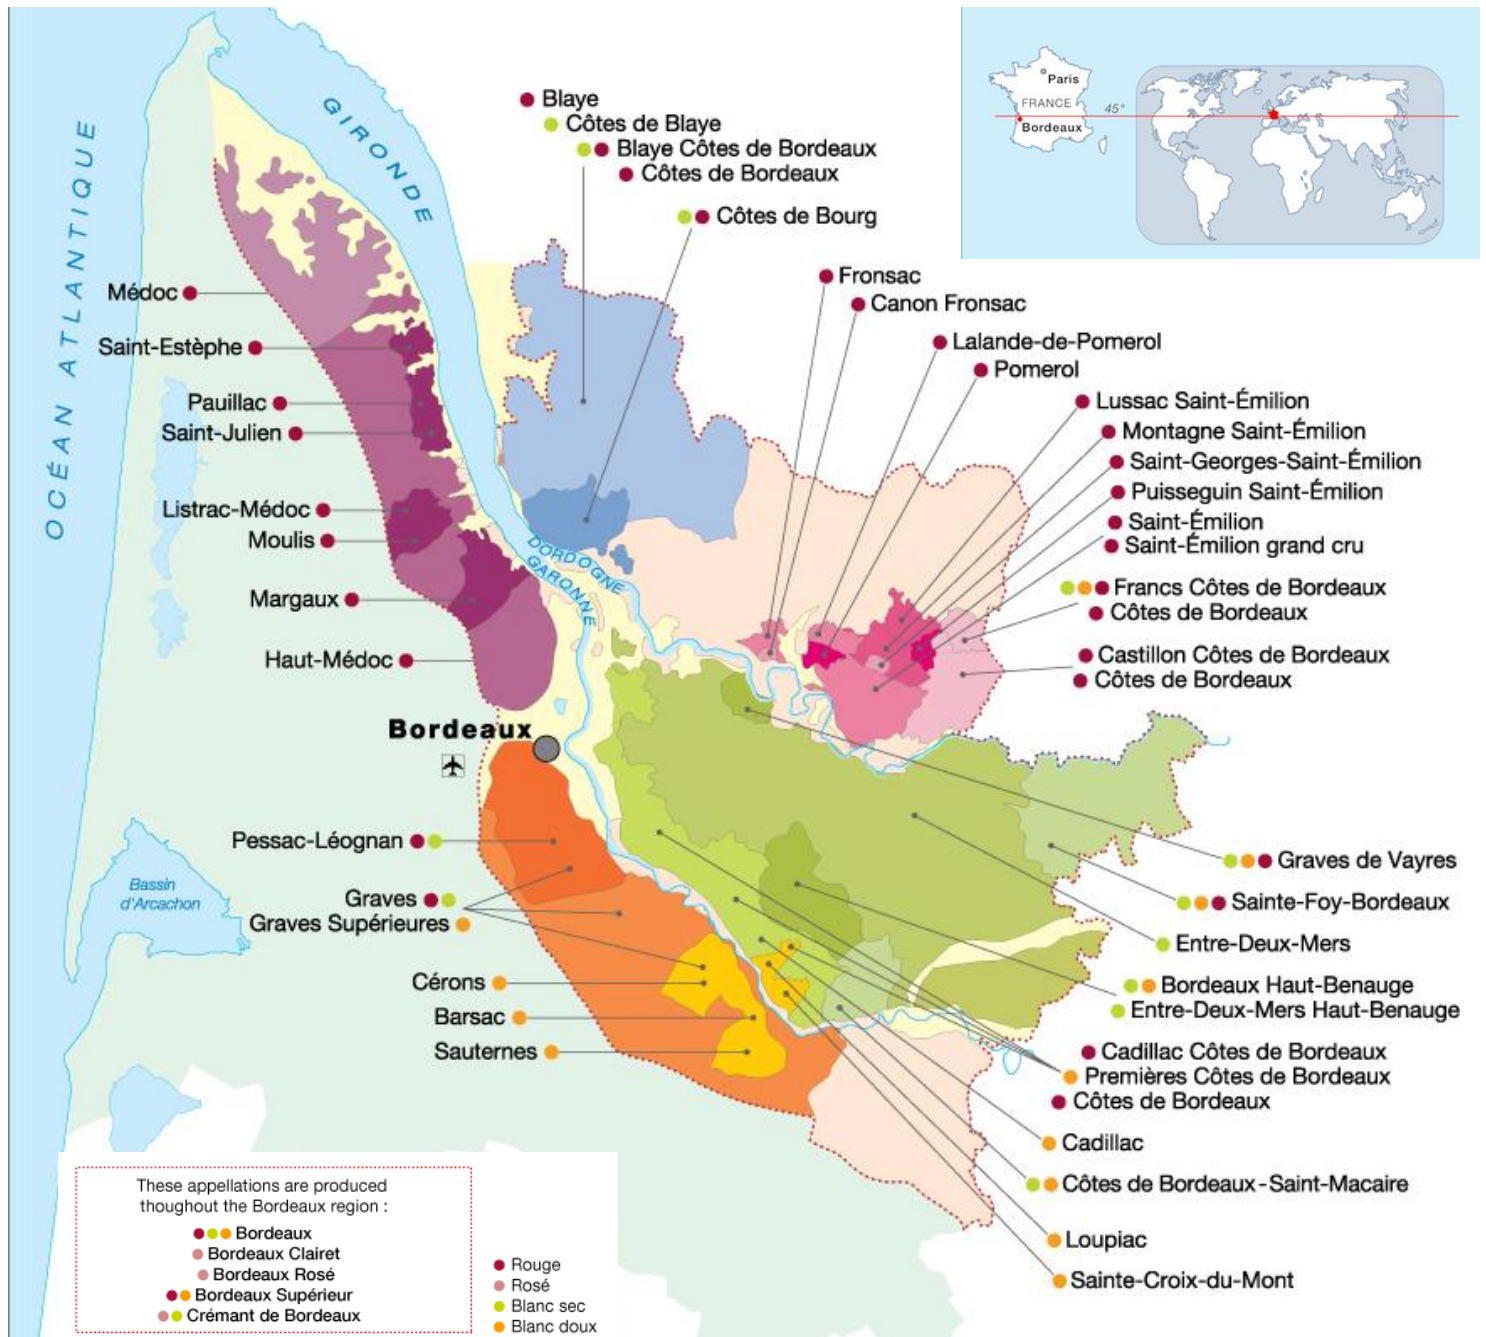 OCÉAN ATLANTIQUE
GIRONDE
Paris
FRANCE
45°
Bordeaux
Blaye
Côtes de Blaye
Blaye Côtes de Bordeaux
Côtes de Bordeaux
Côtes de Bourg
Fronsac
Canon Fronsac
Lalande-de-Pomerol
Pomerol
Lussac Saint-Émilion
Montagne Saint-Émilion
Saint-Georges-Saint-Émilion
Puisseguin Saint-Émilion
Saint-Émilion
Saint-Émilion grand cru
Francs Côtes de Bordeaux
Côtes de Bordeaux
Castillon Côtes de Bordeaux
Côtes de Bordeaux
Médoc
Saint-Estèphe
Pauillac
Saint-Julien
Listrac-Médoc
Moulis
Margaux
Haut-Médoc
DORDOGNE
GARONNE
Bordeaux
Pessac-Léognan
Graves
Graves Supérieures
Cérons
Barsac
Sauternes
Bassin
d'Arcachon
Graves de Vayres
Sainte-Foy-Bordeaux
Entre-Deux-Mers
Bordeaux Haut-Benauge
Entre-Deux-Mers Haut-Benauge
Cadillac Côtes de Bordeaux
Premières Côtes de Bordeaux
Côtes de Bordeaux
Cadillac
Côtes de Bordeaux-Saint-Macaire
Loupiac
Sainte-Croix-du-Mont
These appellations are produced
thoughout the Bordeaux region :
Bordeaux
Bordeaux Clairet
Bordeaux Rosé
Bordeaux Supérieur
Crémant de Bordeaux
Rouge
Rosé
Blanc sec
Blanc doux